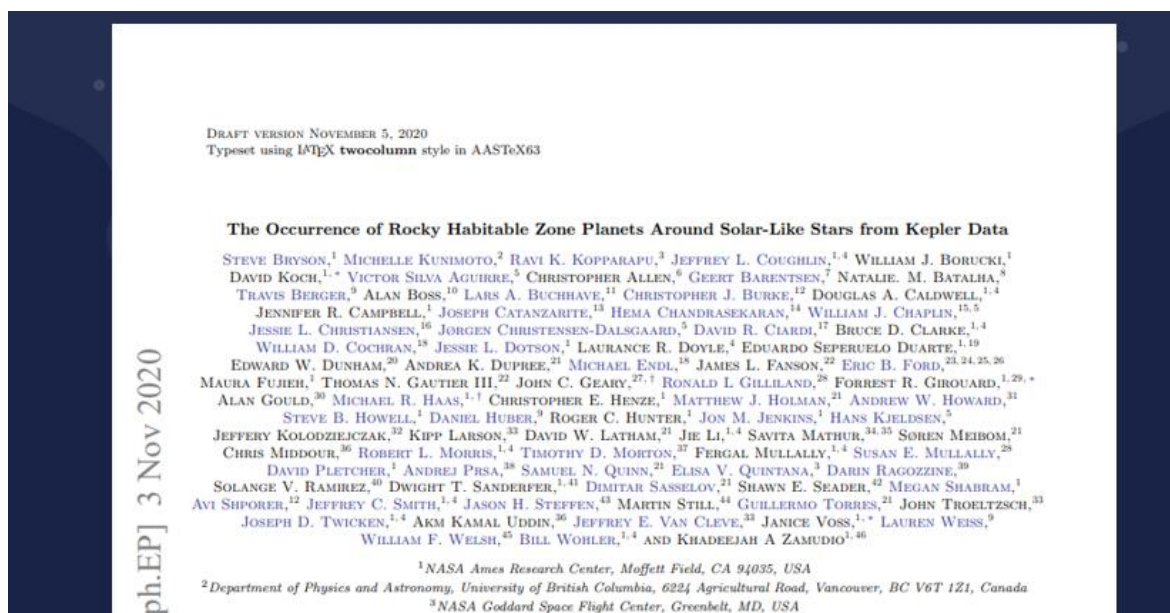 DRAFT VERSION NOVEMBER 5, 2020
Typeset using LATEX twocolumn style in AASTeX63
The Occurrence of Rocky Habitable Zone Planets Around Solar-Like Stars from Kepler Data
STEVE BRYSON,1 MICHELLE KUNIMOTO,2 RAVI K. KOPPARAPU,3 JEFFREY L. COUGHLIN,1,4 WILLIAM J. BORUCKI,1
DAVID KOCH,1,* VICTOR SILVA AGUIRRE,5 CHRISTOPHER ALLEN,6 GEERT BARENTSEN,7 NATALIE. M. BATALHA,8
TRAVIS BERGER,9 ALAN BOSS,10 LARS A. BUCHHAVE,11 CHRISTOPHER J. BURKE,12 DOUGLAS A. CALDWELL,1,4
JENNIFER R. CAMPBELL,1 JOSEPH CATANZARITE,13 HEMA CHANDRASEKARAN,14 WILLIAM J. CHAPLIN,15,5
JESSIE L. CHRISTIANSEN,16 JØRGEN CHRISTENSEN-DALSGAARD,5 DAVID R. CIARDI,17 BRUCE D. CLARKE,1,4
WILLIAM D. COCHRAN,18 JESSIE L. DOTSON,1 LAURANCE R. DOYLE,4 EDUARDO SEPERUELO DUARTE,1,19
EDWARD W. DUNHAM,20 ANDREA K. DUPREE,21 MICHAEL ENDL,18 JAMES L. FANSON,22 ERIC B. FORD,23,24,25,26
MAURA FUJIEH,1 THOMAS N. GAUTIER III,22 JOHN C. GEARY,27,† RONALD L GILLILAND,28 FORREST R. GIROUARD,1,29,*
ALAN GOULD,30 MICHAEL R. HAAS,1,† CHRISTOPHER E. HENZE,1 MATTHEW J. HOLMAN,21 ANDREW W. HOWARD,31
STEVE B. HOWELL,1 DANIEL HUBER,9 ROGER C. HUNTER,1 JON M. JENKINS,1 HANS KJELDSEN,5
JEFFERY KOLODZIEJCZAK,32 KIPP LARSON,33 DAVID W. LATHAM,21 JIE LI,1,4 SAVITA MATHUR,34,35 SØREN MEIBOM,21
CHRIS MIDDOUR,36 ROBERT L. MORRIS,1,4 TIMOTHY D. MORTON,37 FERGAL MULLALLY,1,4 SUSAN E. MULLALLY,28
DAVID PLETCHER,1 ANDREJ PRSA,38 SAMUEL N. QUINN,21 ELISA V. QUINTANA,3 DARIN RAGOZZINE,39
SOLANGE V. RAMIREZ,40 DWIGHT T. SANDERFER,1,41 DIMITAR SASSELOV,21 SHAWN E. SEADER,42 MEGAN SHABRAM,1
AVI SHPORER,12 JEFFREY C. SMITH,1,4 JASON H. STEFFEN,43 MARTIN STILL,44 GUILLERMO TORRES,21 JOHN TROELTZSCH,33
JOSEPH D. TWICKEN,1,4 AKM KAMAL UDDIN,36 JEFFREY E. VAN CLEVE,33 JANICE VOSS,1,* LAUREN WEISS,9
WILLIAM F. WELSH,45 BILL WOHLER,1,4 AND KHADEEJAH A ZAMUDIO1,46
1NASA Ames Research Center, Moffett Field, CA 94035, USA
2Department of Physics and Astronomy, University of British Columbia, 6224 Agricultural Road, Vancouver, BC V6T 1Z1, Canada
3NASA Goddard Space Flight Center, Greenbelt, MD, USA
ph.EP] 3 Nov 2020